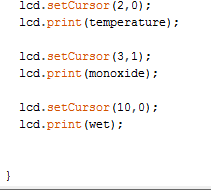 lcd.setCursor(2,0);
lcd.print(temperature);
lcd.setCursor(3,1);
lcd.print(monoxide);
lcd.setCursor(10,0);
lcd.print(wet);
}